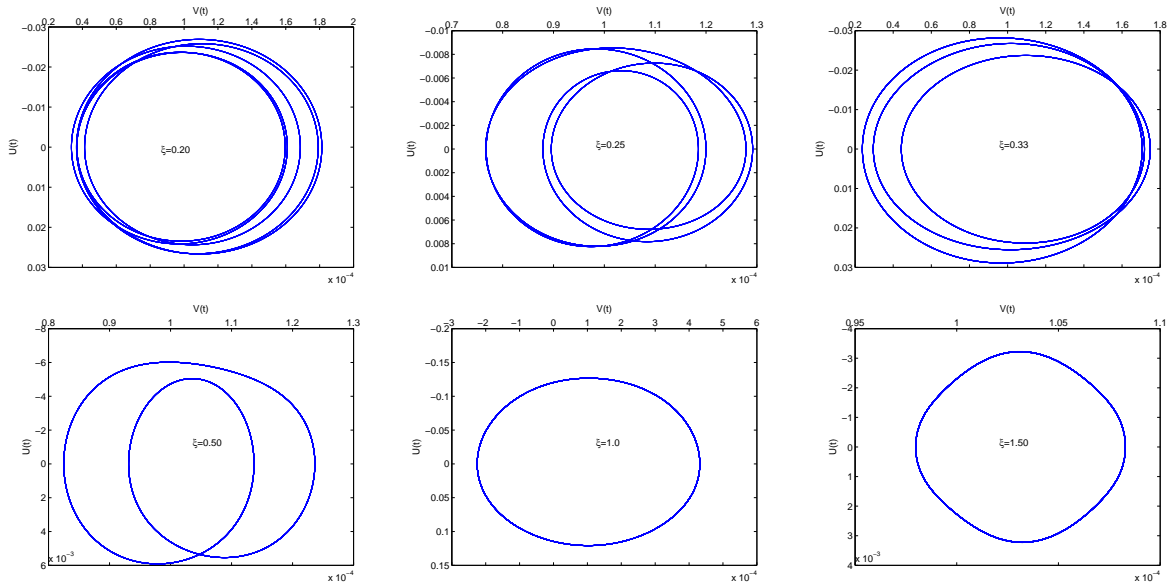 V(t)
0.2 0.4 0.6 0.8 1 1.2 1.4 1.6 1.8 2
−0.03
−0.02
−0.01
0
0.01
0.02
0.03
U(t)
ξ=0.20
x 10−4
V(t)
0.7 0.8 0.9 1 1.1 1.2 1.3
−0.01
−0.008
−0.006
−0.004
−0.002
0
0.002
0.004
0.006
0.008
0.01
U(t)
ξ=0.25
x 10−4
V(t)
0.2 0.4 0.6 0.8 1 1.2 1.4 1.6 1.8
−0.03
−0.02
−0.01
0
0.01
0.02
0.03
U(t)
ξ=0.33
x 10−4
V(t)
0.8 0.9 1 1.1 1.2 1.3
−8
−6
−4
−2
0
2
4
6
x 10−3
U(t)
ξ=0.50
x 10−4
V(t)
−3 −2 −1 0 1 2 3 4 5 6
−0.2
−0.15
−0.1
−0.05
0
0.05
0.1
0.15
U(t)
ξ=1.0
x 10−4
V(t)
0.95 1 1.05 1.1
−4
−3
−2
−1
0
1
2
3
4
x 10−3
U(t)
ξ=1.50
x 10−4